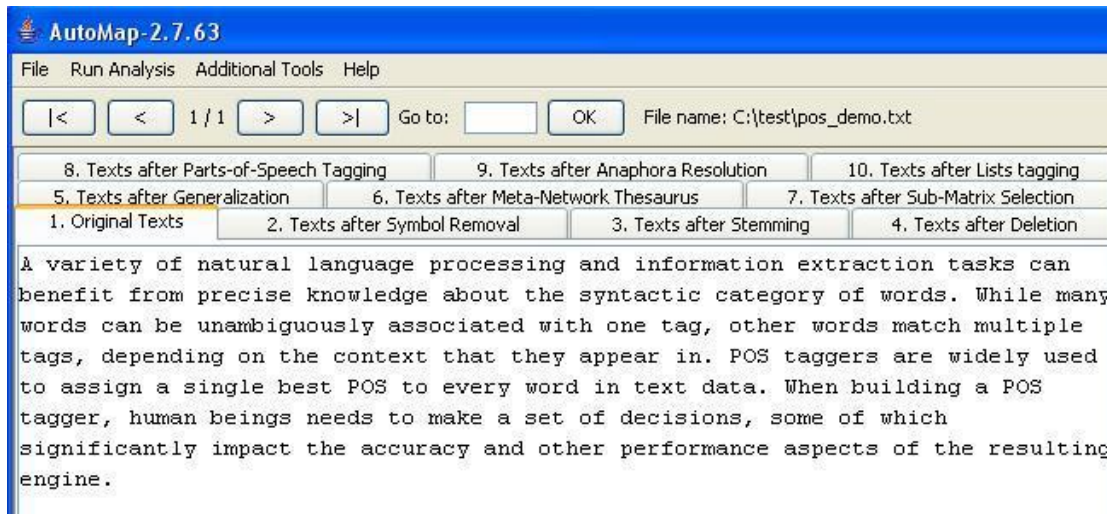 AutoMap-2.7.63
File Run Analysis Additional Tools Help
|< < 1 / 1 > >| Go to: OK File name: C:\test\pos_demo.txt
8. Texts after Parts-of-Speech Tagging 9. Texts after Anaphora Resolution 10. Texts after Lists tagging
5. Texts after Generalization 6. Texts after Meta-Network Thesaurus 7. Texts after Sub-Matrix Selection
1. Original Texts 2. Texts after Symbol Removal 3. Texts after Stemming 4. Texts after Deletion
A variety of natural language processing and information extraction tasks can
benefit from precise knowledge about the syntactic category of words. While many
words can be unambiguously associated with one tag, other words match multiple
tags, depending on the context that they appear in. POS taggers are widely used
to assign a single best POS to every word in text data. When building a POS
tagger, human beings needs to make a set of decisions, some of which
significantly impact the accuracy and other performance aspects of the resulting
engine.